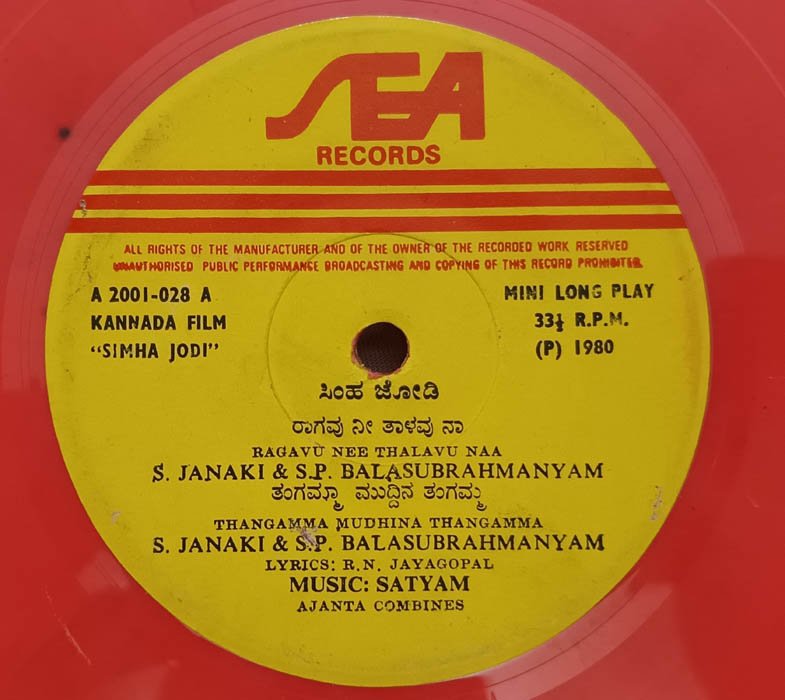 SEA
RECORDS
ALL RIGHTS OF THE MANUFACTURER AND OF THE OWNER OF THE RECORDED WORK RESERVED
UNAUTHORISED PUBLIC PERFORMANCE BROADCASTING AND COPYING OF THIS RECORD PROHIBITED
A 2001-028 A
KANNADA FILM
"SIMHA JODI"
MINI LONG PLAY
33⅓ R.P.M.
(P) 1980
ಸಿಂಹ ಜೋಡಿ
ರಾಗವು ನೀ ತಾಳವು ನಾ
RAGAVU NEE THALAVU NAA
S. JANAKI & S.P. BALASUBRAHMANYAM
ತಂಗಮ್ಮಾ ಮುದ್ದಿನ ತಂಗಮ್ಮ
THANGAMMA MUDHINA THANGAMMA
S. JANAKI & S.P. BALASUBRAHMANYAM
LYRICS: R.N. JAYAGOPAL
MUSIC: SATYAM
AJANTA COMBINES